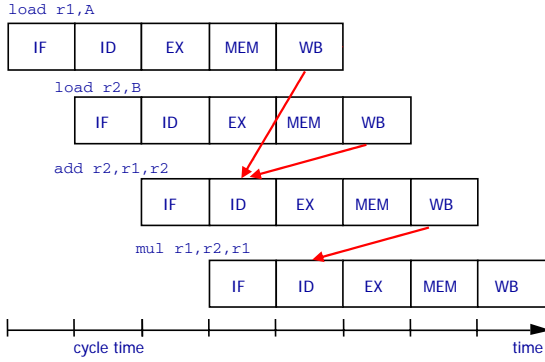 load r1,A
IF ID EX MEM WB
load r2,B
IF ID EX MEM WB
add r2,r1,r2
IF ID EX MEM WB
mul r1,r2,r1
IF ID EX MEM WB
cycle time time